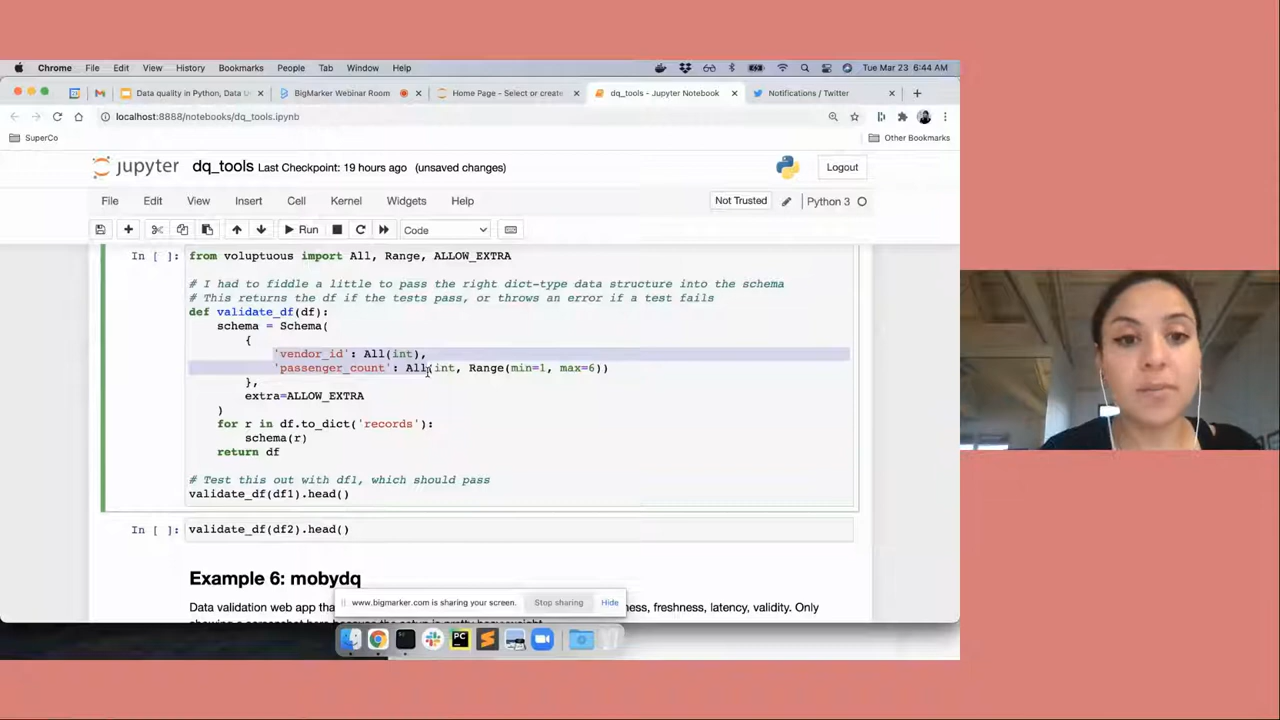 Chrome File Edit View History Bookmarks People Tab Window Help Tue Mar 23 6:44 AM
Data quality in Python, Data U BigMarker Webinar Room Home Page - Select or create dq_tools - Jupyter Notebook Notifications / Twitter
localhost:8888/notebooks/dq_tools.ipynb
SuperCo Other Bookmarks
jupyter dq_tools Last Checkpoint: 19 hours ago (unsaved changes) Logout
File Edit View Insert Cell Kernel Widgets Help Not Trusted Python 3
Run Code
In [ ]: from voluptuous import All, Range, ALLOW_EXTRA
# I had to fiddle a little to pass the right dict-type data structure into the schema
# This returns the df if the tests pass, or throws an error if a test fails
def validate_df(df):
schema = Schema(
{
'vendor_id': All(int),
'passenger_count': All(int, Range(min=1, max=6))
},
extra=ALLOW_EXTRA
)
for r in df.to_dict('records'):
schema(r)
return df
# Test this out with df1, which should pass
validate_df(df1).head()
In [ ]: validate_df(df2).head()
Example 6: mobydq
www.bigmarker.com is sharing your screen. Stop sharing Hide
Data validation web app tha ness, freshness, latency, validity. Only
PC